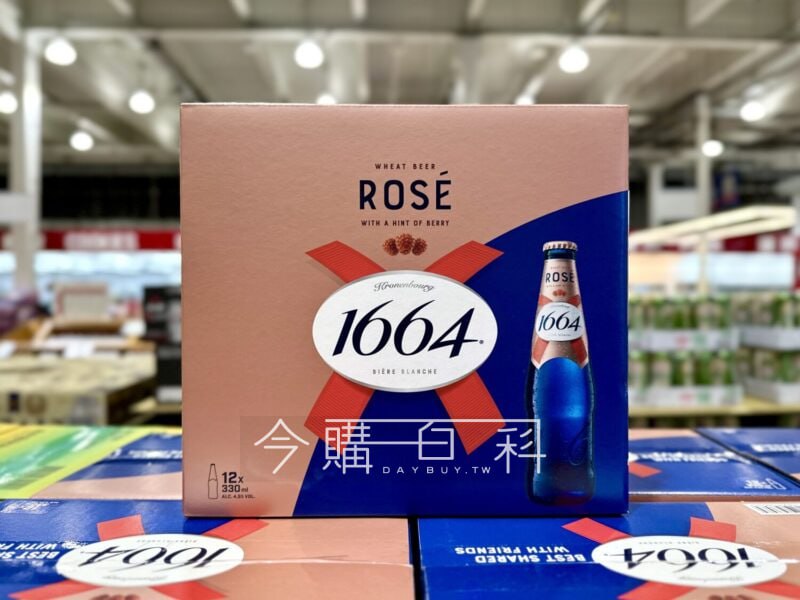 WHEAT BEER
ROSÉ
WITH A HINT OF BERRY
Kronenbourg
1664
BIÈRE BLANCHE
ROSÉ
1664
今購百科
DAYBUY.TW
12x
330ml
ALC. 4,5% VOL.
BEST SHARED
WITH FRIENDS
1664
1664
BEST SHARED
WITH FRIENDS